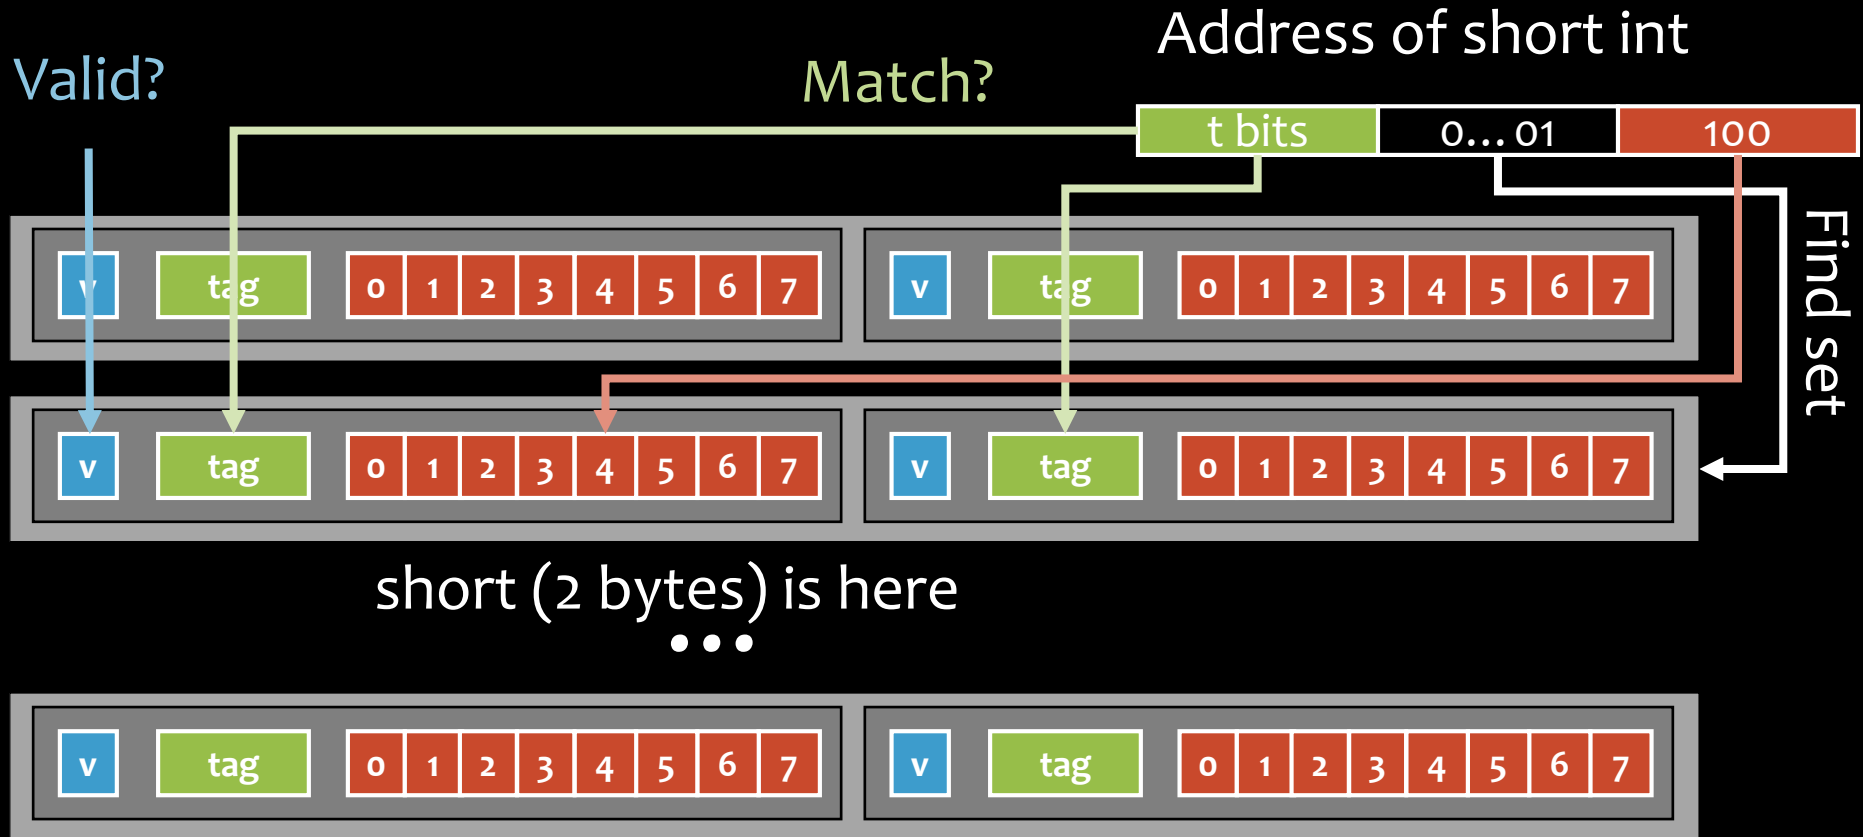 Address of short int
Valid?
Match?
t bits 0...01 100
Find set
v tag 0 1 2 3 4 5 6 7 v tag 0 1 2 3 4 5 6 7
v tag 0 1 2 3 4 5 6 7 v tag 0 1 2 3 4 5 6 7
short (2 bytes) is here
...
v tag 0 1 2 3 4 5 6 7 v tag 0 1 2 3 4 5 6 7